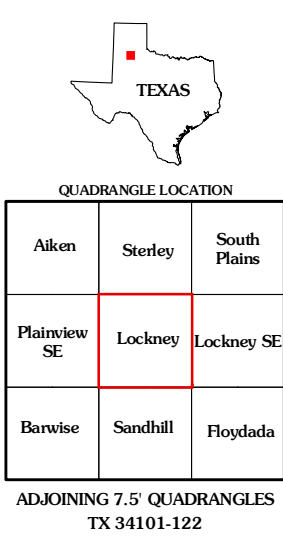 TEXAS
QUADRANGLE LOCATION
Aiken
Sterley
South
Plains
Plainview
SE
Lockney
Lockney SE
Barwise
Sandhill
Floydada
ADJOINING 7.5' QUADRANGLES
TX 34101-122